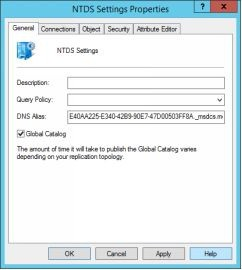 NTDS Settings Properties
?
X
General Connections Object Security Attribute Editor
NTDS Settings
Description:
Query Policy:
DNS Alias: E40AA225-E340-42B9-90E7-47D00503FF8A._msdcs.m
Global Catalog
The amount of time it will take to publish the Global Catalog varies
depending on your replication topology.
OK Cancel Apply Help